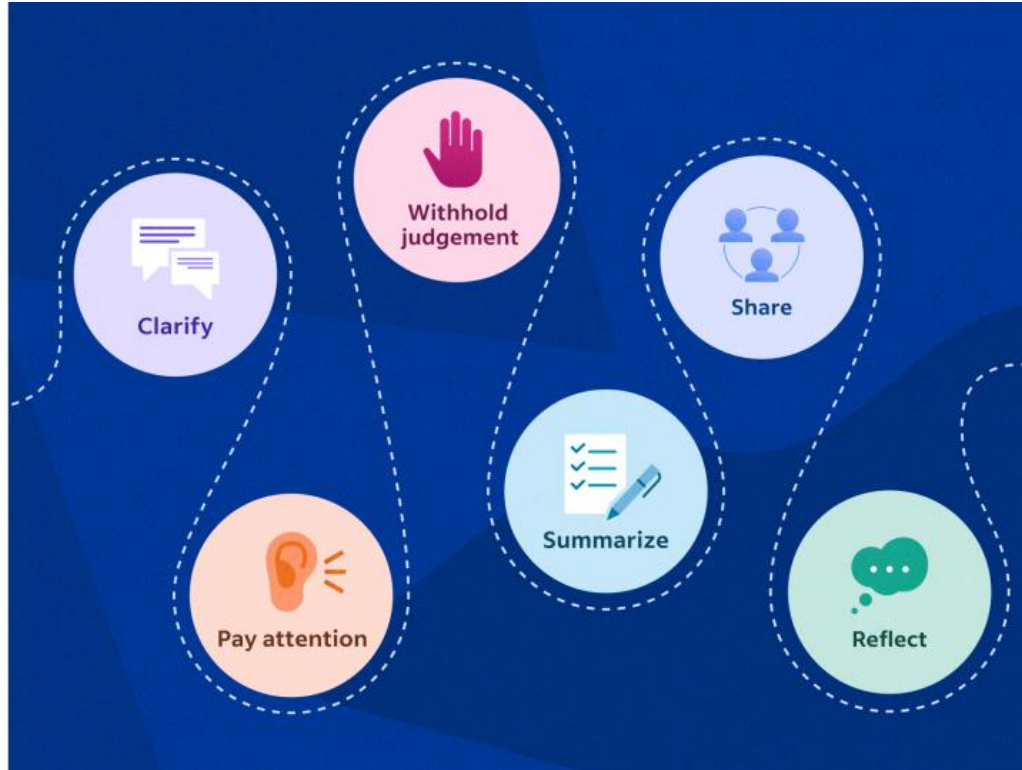 Clarify
Pay attention
Withhold
judgement
Summarize
Share
Reflect